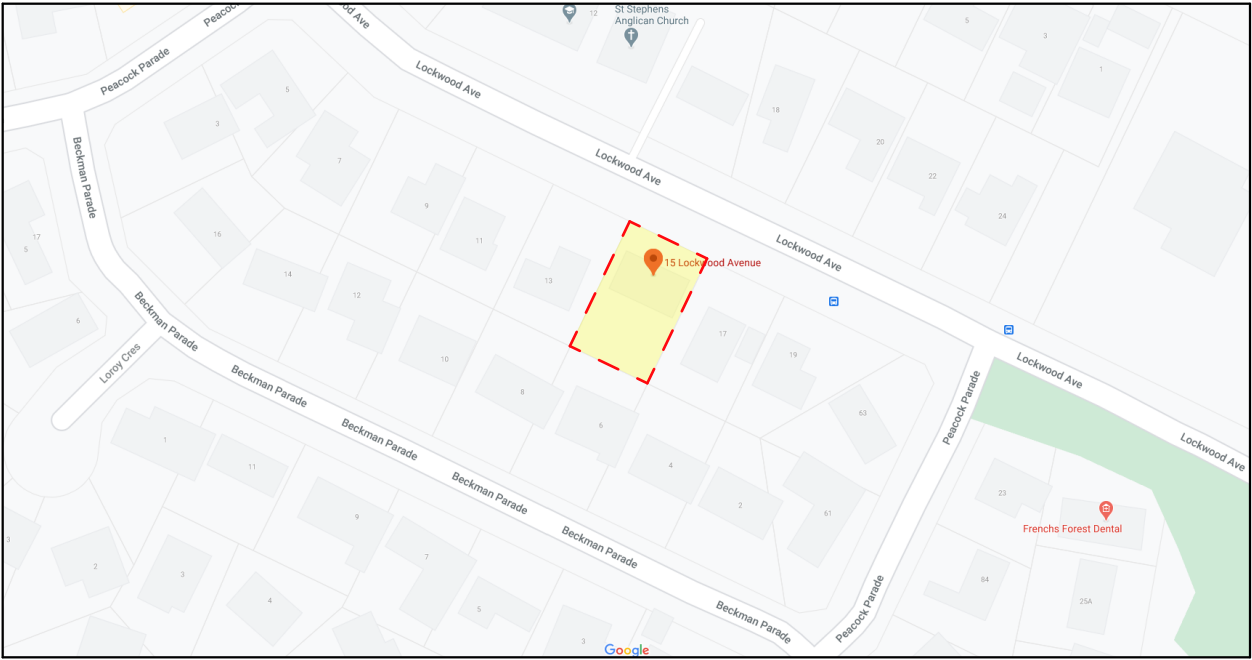 Peacock Parade
ood Ave
12
St Stephens
Anglican Church
5
3
Peacock Parade
Lockwood Ave
1
5
3
18
20
Beckman Parade
7
Lockwood Ave
22
9
24
17
5
16
11
Lockwood Ave
15 Lockwood Avenue
14
13
12
6
Beckman Parade
17
19
Loroy Cres
10
Lockwood Ave
Beckman Parade
8
63
Peacock Parade
6
1
11
Beckman Parade
4
Lockwood Ave
Beckman Parade
2
23
9
61
Frenchs Forest Dental
3
7
Beckman Parade
2
3
84
4
5
25A
Beckman Parade
Peacock Parade
3
Google